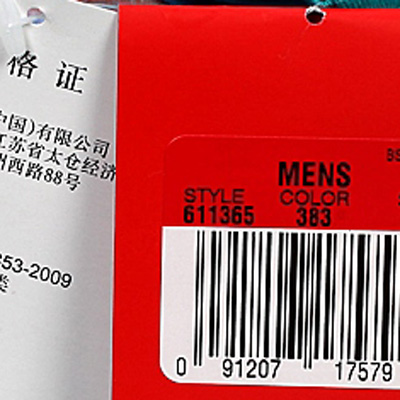 格 证
中国)有限公司
江苏省太仓经济
州西路88号
353-2009
类
MENS
STYLE COLOR
611365 383
0 91207 17579